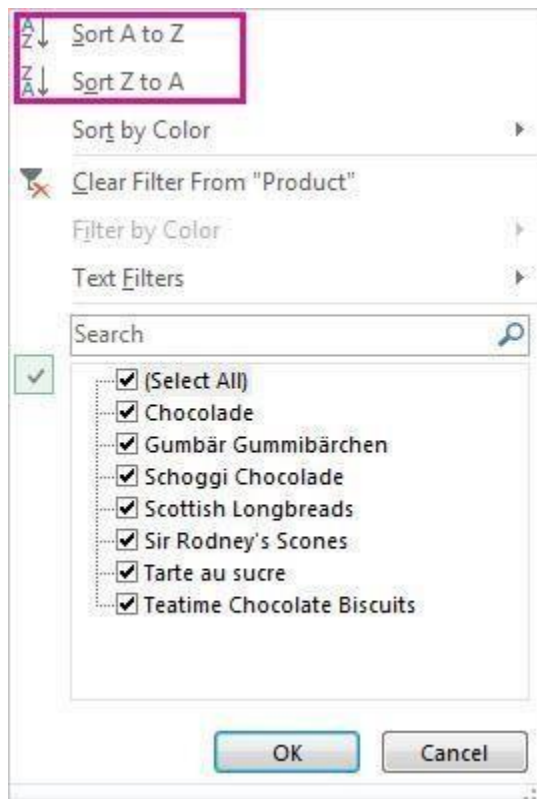 Sort A to Z
Sort Z to A
Sort by Color
Clear Filter From "Product"
Filter by Color
Text Filters
Search
(Select All)
Chocolade
Gumbär Gummibärchen
Schoggi Chocolade
Scottish Longbreads
Sir Rodney's Scones
Tarte au sucre
Teatime Chocolate Biscuits
OK Cancel